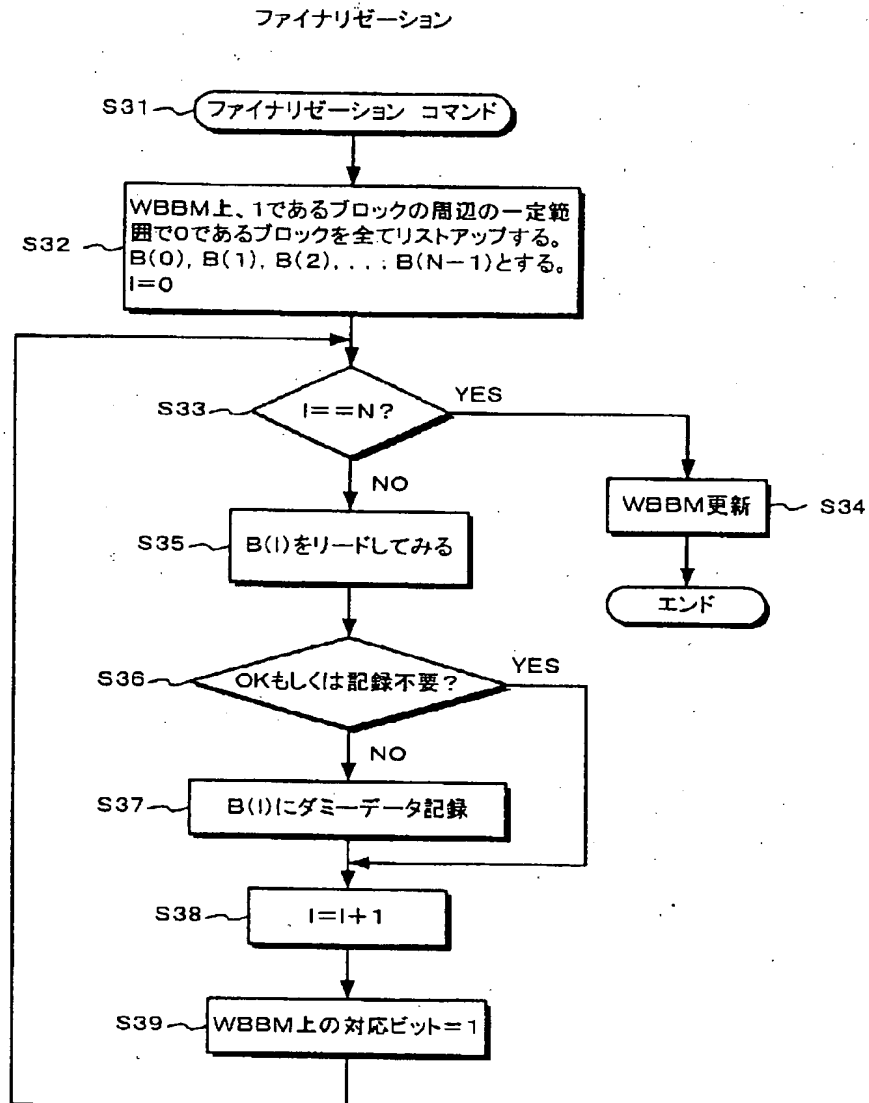 ファイナリゼーション
S31
ファイナリゼーション コマンド
S32
WBBM上、1であるブロックの周辺の一定範
囲で0であるブロックを全てリストアップする。
B(0), B(1), B(2), . . . : B(N-1)とする。
I=0
S33
I==N?
YES
NO
WBBM更新
S34
S35
B(I)をリードしてみる
エンド
S36
OKもしくは記録不要?
YES
NO
S37
B(I)にダミーデータ記録
S38
I=I+1
S39
WBBM上の対応ビット=1